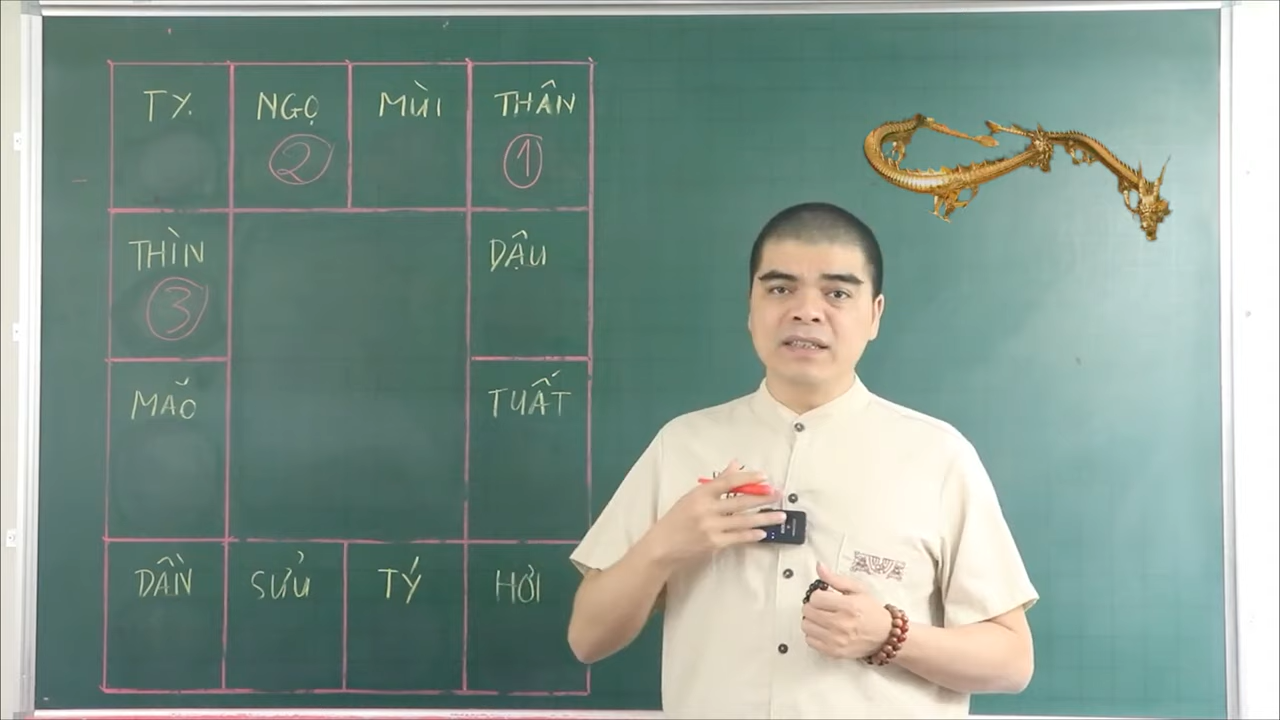 TỴ NGỌ MÙI THÂN
2 1
THÌN DẬU
3
MÃO TUẤT
DẦN SỬU TÝ HỢI